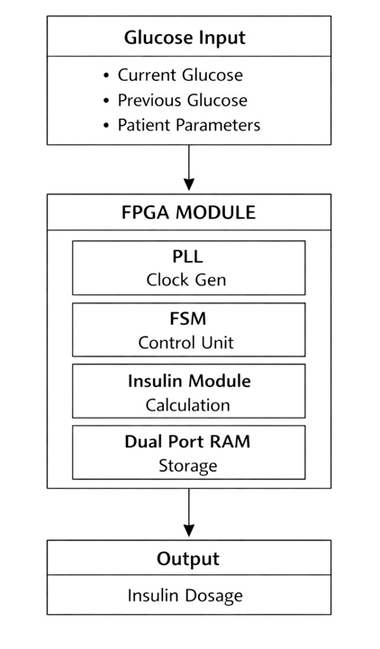 Glucose Input
• Current Glucose
• Previous Glucose
• Patient Parameters
FPGA MODULE
PLL
Clock Gen
FSM
Control Unit
Insulin Module
Calculation
Dual Port RAM
Storage
Output
Insulin Dosage